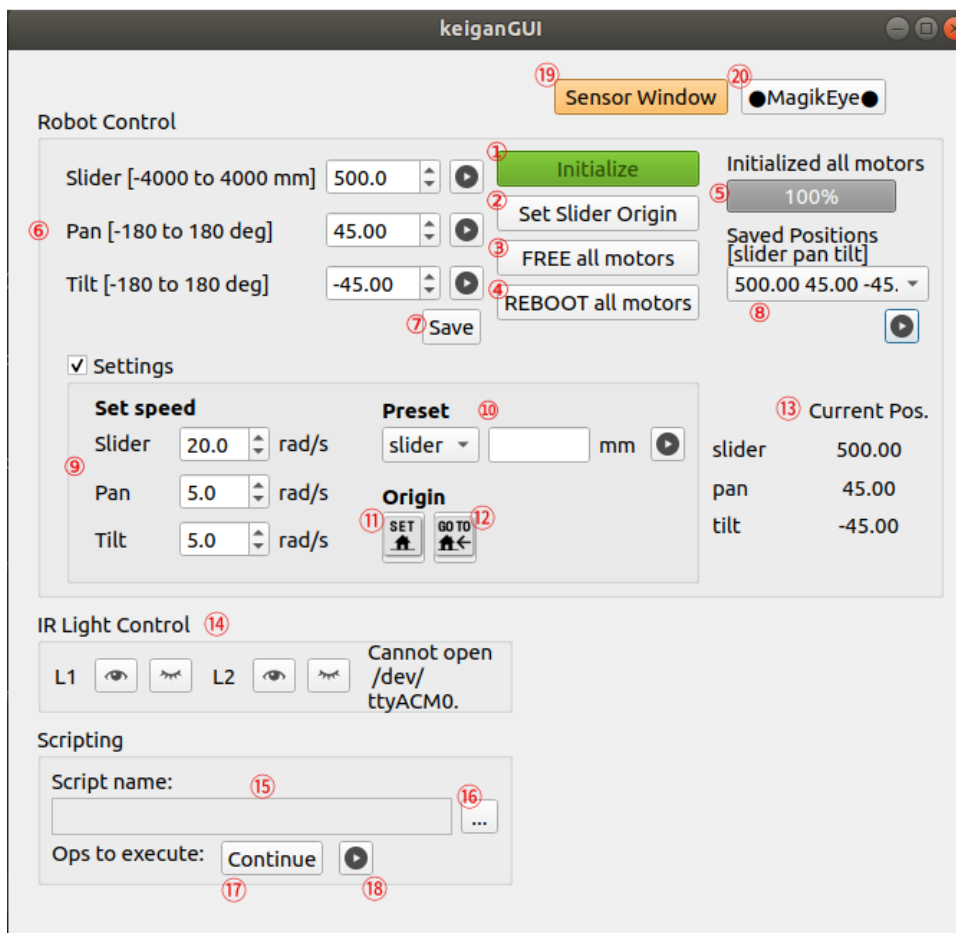 keiganGUI
⑲ Sensor Window ⑳ ●MagikEye●
Robot Control
Slider [-4000 to 4000 mm] 500.0
① Initialize
Initialized all motors
⑤ 100%
② Set Slider Origin
⑥ Pan [-180 to 180 deg] 45.00
③ FREE all motors
Saved Positions
[slider pan tilt]
Tilt [-180 to 180 deg] -45.00
④ REBOOT all motors
500.00 45.00 -45.
⑧
⑦ Save
Settings
Set speed
Slider 20.0 rad/s
⑨
Pan 5.0 rad/s
Tilt 5.0 rad/s
Preset ⑩
slider mm
Origin
⑪ SET GO TO ⑫
⑬ Current Pos.
slider 500.00
pan 45.00
tilt -45.00
IR Light Control ⑭
L1 L2
Cannot open
/dev/
ttyACM0.
Scripting
Script name:
⑮
⑯ ...
Ops to execute: Continue
⑰ ⑱